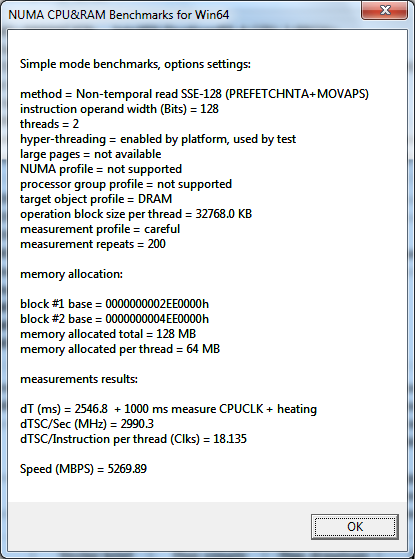 NUMA CPU&RAM Benchmarks for Win64
Simple mode benchmarks, options settings:
method = Non-temporal read SSE-128 (PREFETCHNTA+MOVAPS)
instruction operand width (Bits) = 128
threads = 2
hyper-threading = enabled by platform, used by test
large pages = not available
NUMA profile = not supported
processor group profile = not supported
target object profile = DRAM
operation block size per thread = 32768.0 KB
measurement profile = careful
measurement repeats = 200
memory allocation:
block #1 base = 0000000002EE0000h
block #2 base = 0000000004EE0000h
memory allocated total = 128 MB
memory allocated per thread = 64 MB
measurements results:
dT (ms) = 2546.8  + 1000 ms measure CPUCLK + heating
dTSC/Sec (MHz) = 2990.3
dTSC/Instruction per thread (Clks) = 18.135
Speed (MBPS) = 5269.89
OK